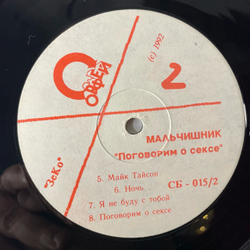 (c) 1992
Орфей
2
МАЛЬЧИШНИК
"Поговорим о сексе"
"ЗеКо"
5. Майк Тайсон
6. Ночь
СБ - 015/2
7. Я не буду с тобой
8. Поговорим о сексе